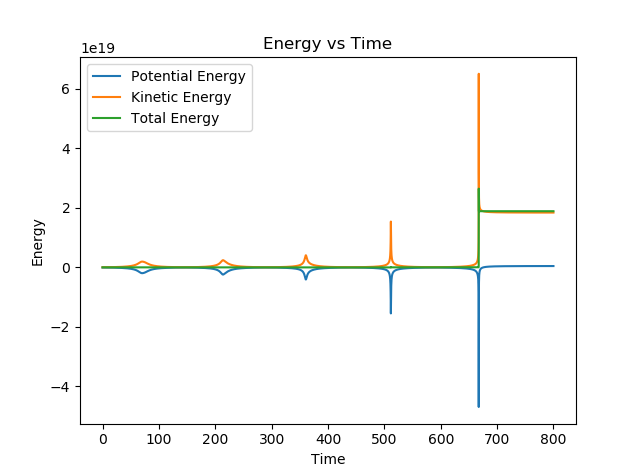 Energy vs Time
1e19
Potential Energy
Kinetic Energy
Total Energy
6
4
2
0
−2
−4
Energy
0 100 200 300 400 500 600 700 800
Time